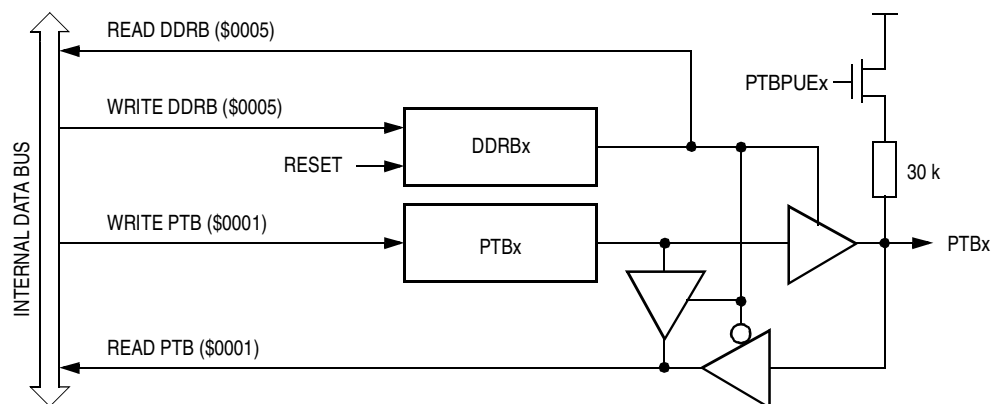 READ DDRB ($0005)
PTBPUEx
WRITE DDRB ($0005)
DDRBx
RESET
30 k
WRITE PTB ($0001)
PTBx
PTBx
INTERNAL DATA BUS
READ PTB ($0001)